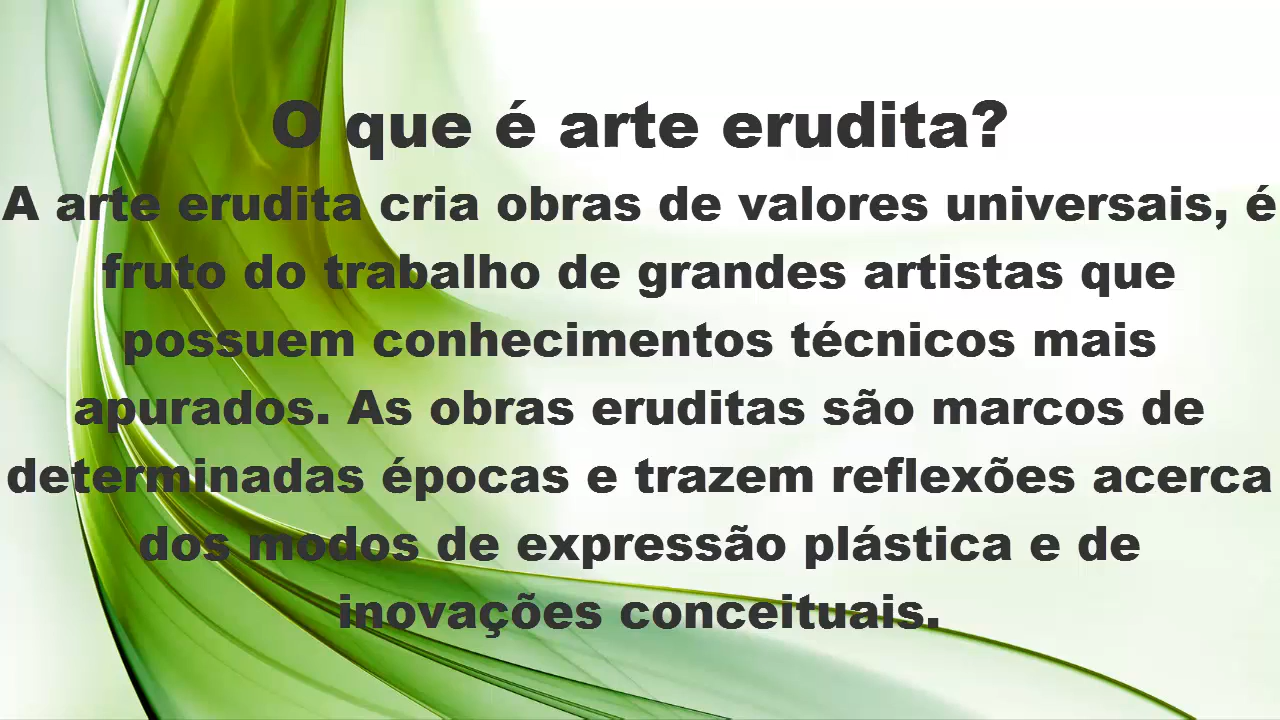 O que é arte erudita?
A arte erudita cria obras de valores universais, é
fruto do trabalho de grandes artistas que
possuem conhecimentos técnicos mais
apurados. As obras eruditas são marcos de
determinadas épocas e trazem reflexões acerca
dos modos de expressão plástica e de
inovações conceituais.